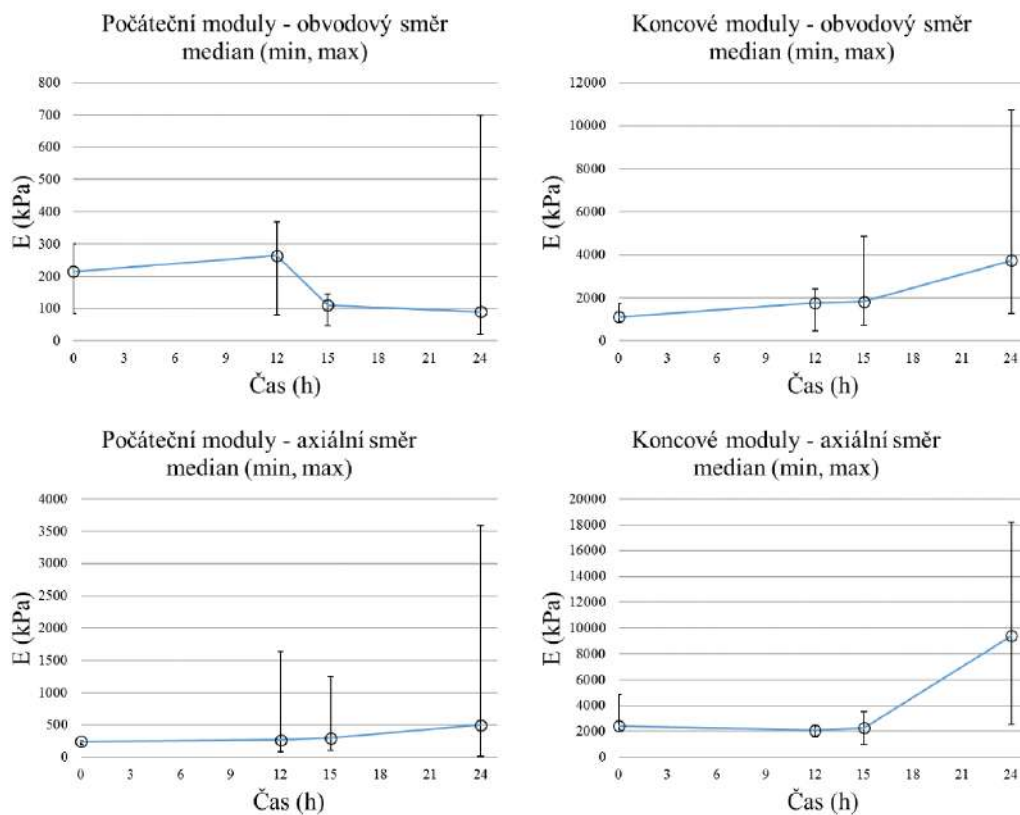 Počáteční moduly - obvodový směr
median (min, max)
800
700
600
500
400
300
200
100
0
E (kPa)
0 3 6 9 12 15 18 21 24
Čas (h)
Koncové moduly - obvodový směr
median (min, max)
12000
10000
8000
6000
4000
2000
0
E (kPa)
0 3 6 9 12 15 18 21 24
Čas (h)
Počáteční moduly - axiální směr
median (min, max)
4000
3500
3000
2500
2000
1500
1000
500
0
E (kPa)
0 3 6 9 12 15 18 21 24
Čas (h)
Koncové moduly - axiální směr
median (min, max)
20000
18000
16000
14000
12000
10000
8000
6000
4000
2000
0
E (kPa)
0 3 6 9 12 15 18 21 24
Čas (h)